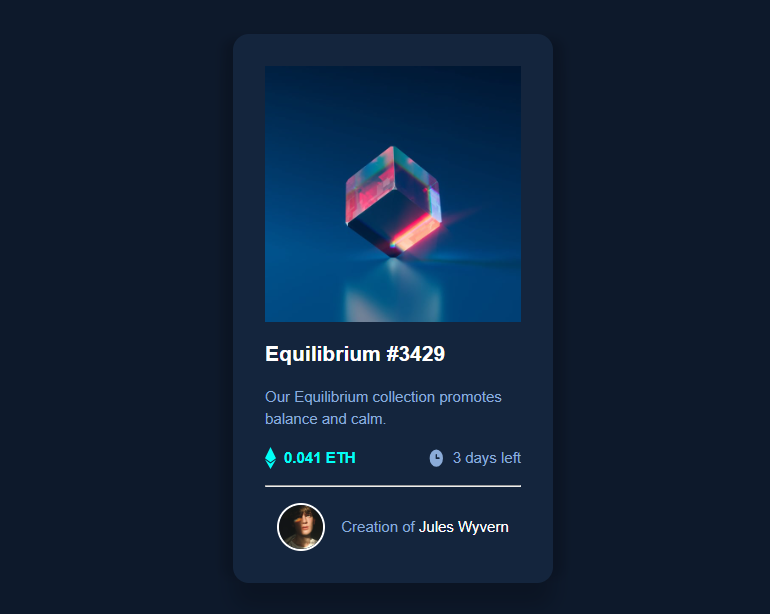 Equilibrium #3429
Our Equilibrium collection promotes
balance and calm.
0.041 ETH 3 days left
Creation of Jules Wyvern